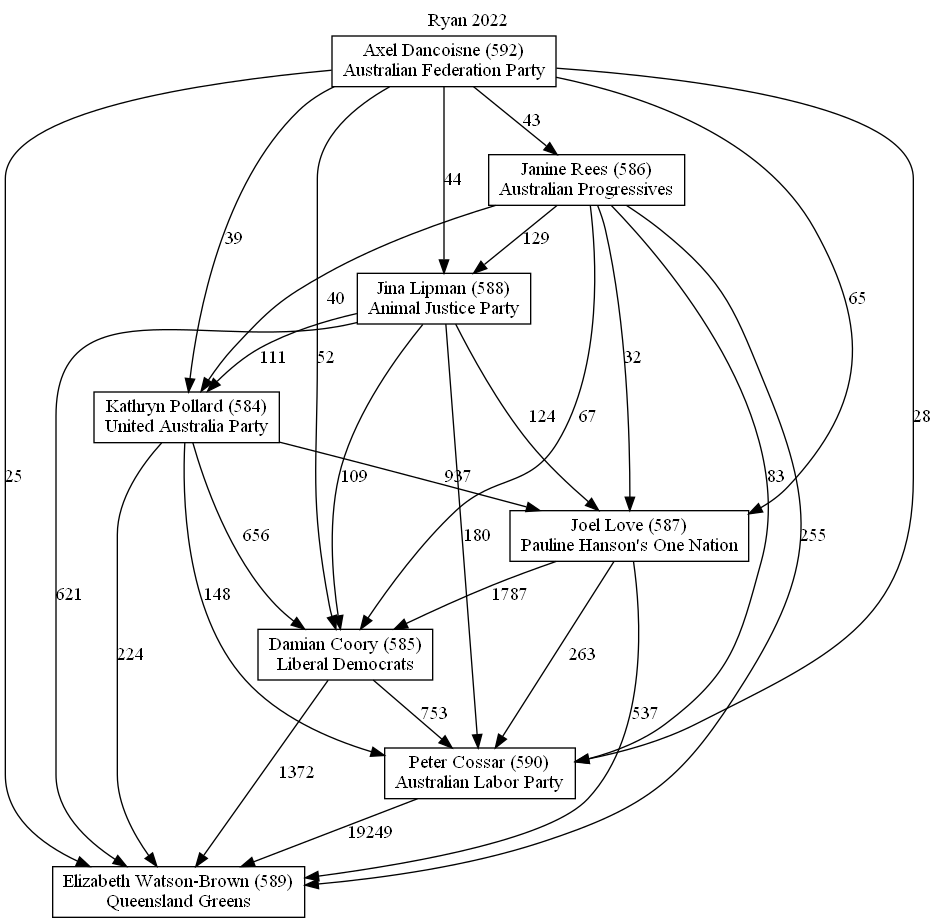 Ryan 2022
Axel Dancoisne (592)
Australian Federation Party
43
Janine Rees (586)
Australian Progressives
44
39
129
Jina Lipman (588)
Animal Justice Party
40
65
111
52
32
Kathryn Pollard (584)
United Australia Party
124
67
28
25
109
937
83
Joel Love (587)
Pauline Hanson's One Nation
656
180
255
621
148
1787
Damian Coory (585)
Liberal Democrats
224
263
753
537
Peter Cossar (590)
Australian Labor Party
1372
19249
Elizabeth Watson-Brown (589)
Queensland Greens